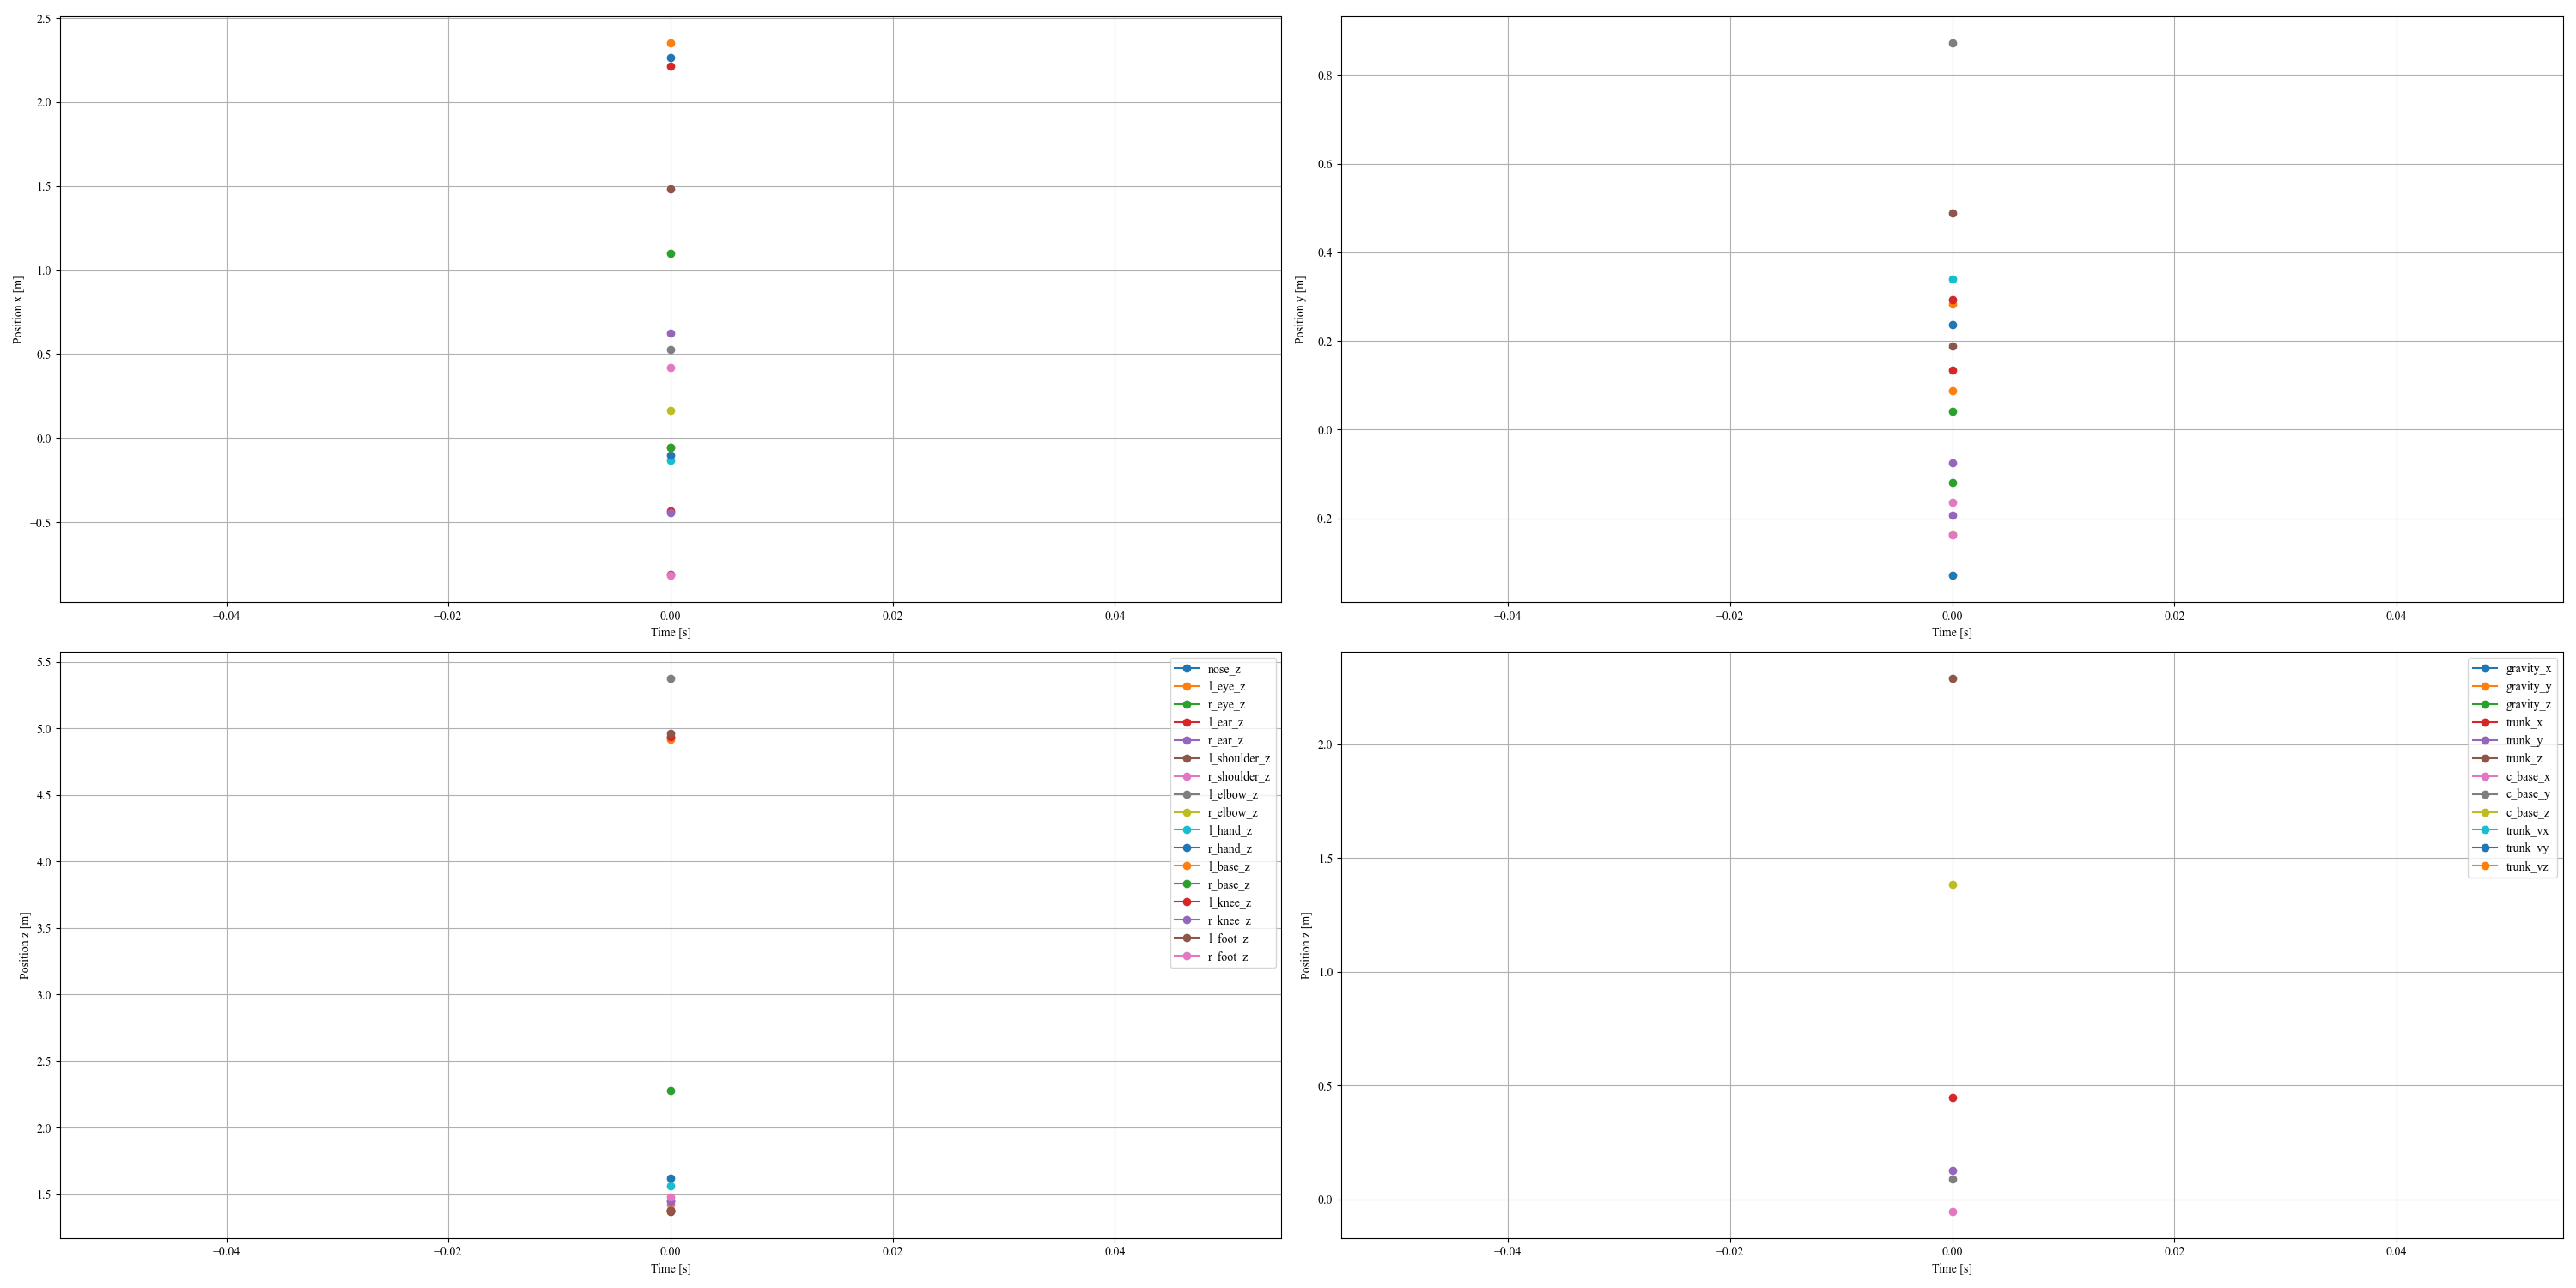 2.5
2.0
1.5
1.0
0.5
0.0
−0.5
Position x [m]
−0.04
−0.02
0.00
0.02
0.04
Time [s]
0.8
0.6
0.4
0.2
0.0
−0.2
Position y [m]
−0.04
−0.02
0.00
0.02
0.04
Time [s]
5.5
5.0
4.5
4.0
3.5
3.0
2.5
2.0
1.5
Position z [m]
nose_z
l_eye_z
r_eye_z
l_ear_z
r_ear_z
l_shoulder_z
r_shoulder_z
l_elbow_z
r_elbow_z
l_hand_z
r_hand_z
l_base_z
r_base_z
l_knee_z
r_knee_z
l_foot_z
r_foot_z
−0.04
−0.02
0.00
0.02
0.04
Time [s]
2.0
1.5
1.0
0.5
0.0
Position z [m]
gravity_x
gravity_y
gravity_z
trunk_x
trunk_y
trunk_z
c_base_x
c_base_y
c_base_z
trunk_vx
trunk_vy
trunk_vz
−0.04
−0.02
0.00
0.02
0.04
Time [s]